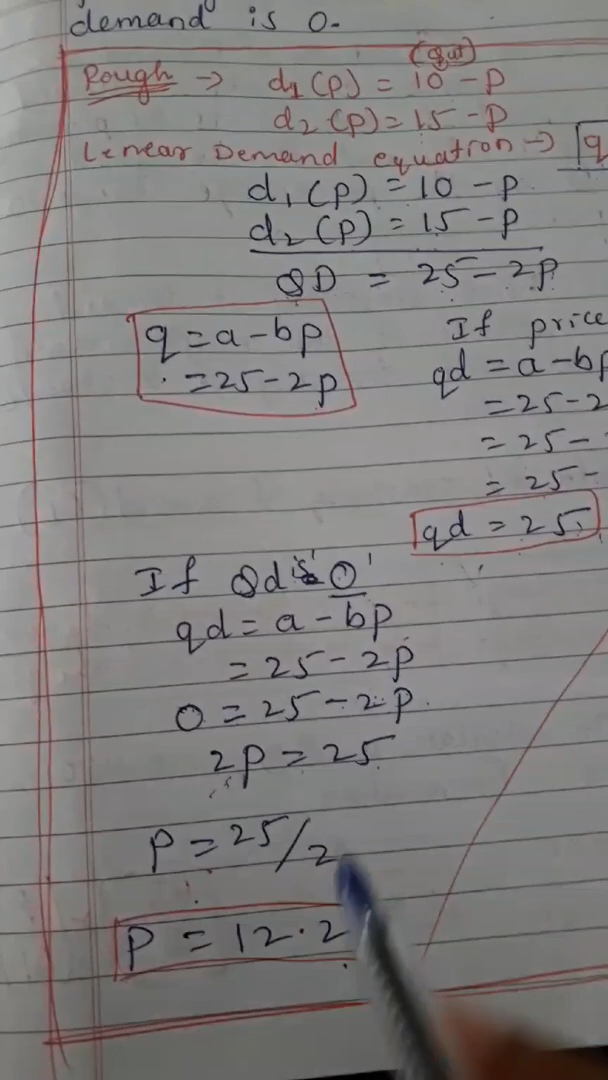 demand is 0.
(qut)
Rough → d1(p) = 10 - P
d2(p) = 15 - P
Linear Demand equation → q
d1(p) = 10 - p
d2(p) = 15 - p
QD = 25 - 2p
q = a - bp
= 25 - 2p
If price
qd = a - bp
= 25 - 2
= 25 -
= 25 -
qd = 25
If Qd is '0'
qd = a - bp
= 25 - 2p
0 = 25 - 2p
2p = 25
P = 25/2
P = 12.2